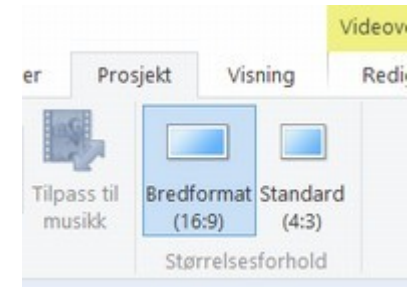 Prosjekt Visning
Tilpass til musikk
Bredformat (16:9)
Standard (4:3)
Størrelsesforhold